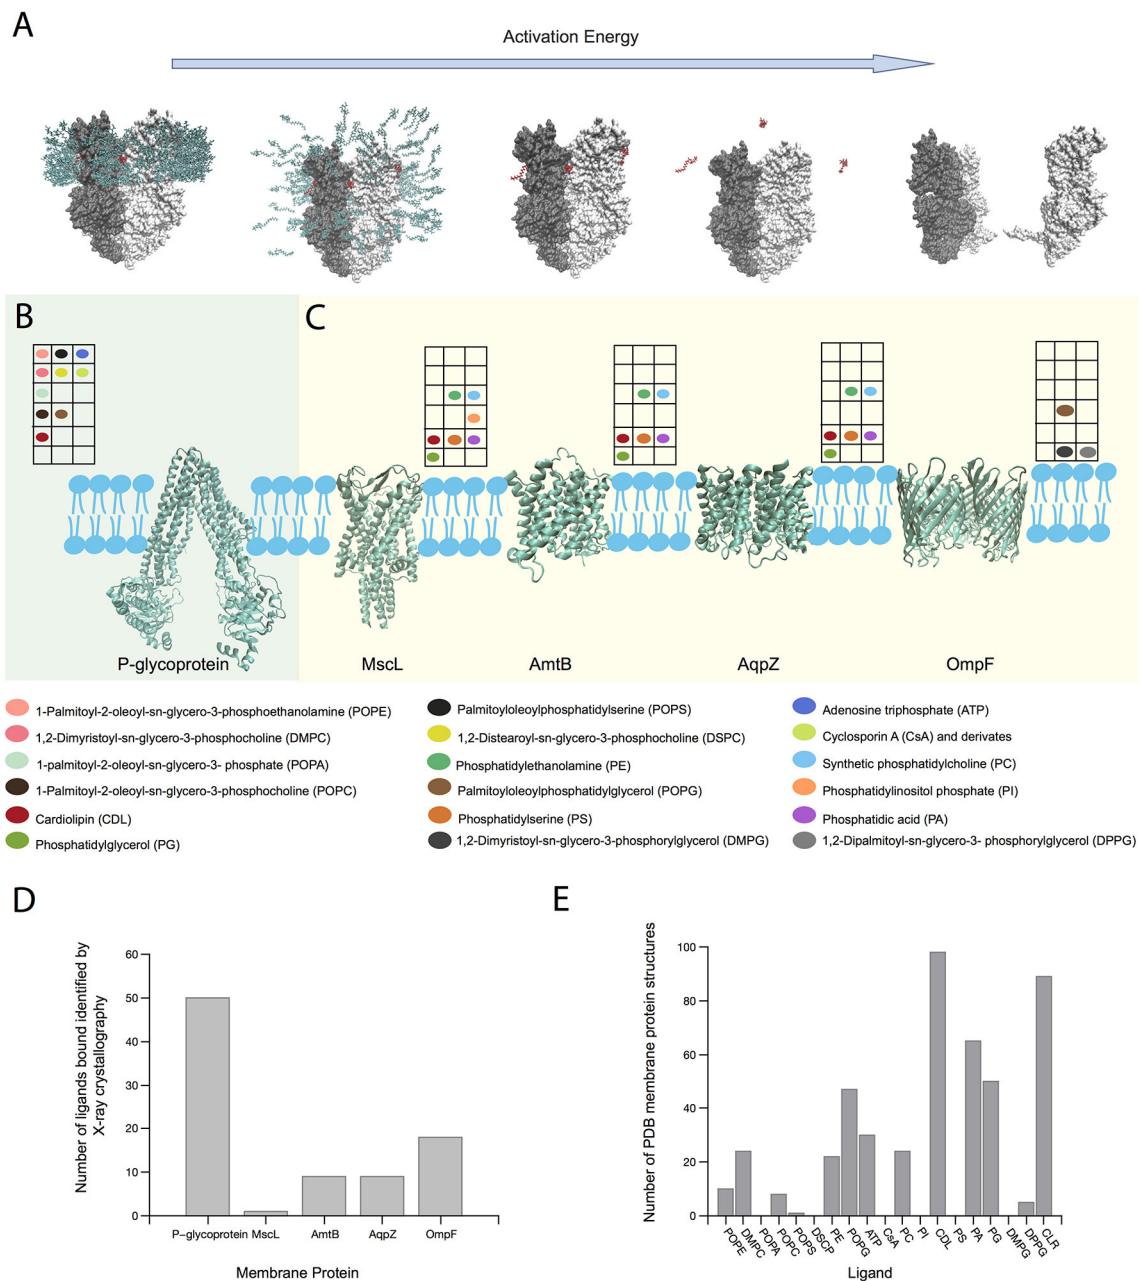 A
Activation Energy
B
C
P-glycoprotein
MscL
AmtB
AqpZ
OmpF
1-Palmitoyl-2-oleoyl-sn-glycero-3-phosphoethanolamine (POPE)
1,2-Dimyristoyl-sn-glycero-3-phosphocholine (DMPC)
1-palmitoyl-2-oleoyl-sn-glycero-3- phosphate (POPA)
1-Palmitoyl-2-oleoyl-sn-glycero-3-phosphocholine (POPC)
Cardiolipin (CDL)
Phosphatidylglycerol (PG)
Palmitoyloleoylphosphatidylserine (POPS)
1,2-Distearoyl-sn-glycero-3-phosphocholine (DSPC)
Phosphatidylethanolamine (PE)
Palmitoyloleoylphosphatidylglycerol (POPG)
Phosphatidylserine (PS)
1,2-Dimyristoyl-sn-glycero-3-phosphorylglycerol (DMPG)
Adenosine triphosphate (ATP)
Cyclosporin A (CsA) and derivates
Synthetic phosphatidylcholine (PC)
Phosphatidylinositol phosphate (PI)
Phosphatidic acid (PA)
1,2-Dipalmitoyl-sn-glycero-3- phosphorylglycerol (DPPG)
D
Number of ligands bound identified by
X-ray crystallography
60
50
40
30
20
10
0
P-glycoprotein
MscL
AmtB
AqpZ
OmpF
Membrane Protein
E
Number of PDB membrane protein structures
100
80
60
40
20
0
POPE
DMPC
POPA
POPC
POPS
DSCP
PE
POPG
ATP
CsA
PC
PI
CDL
PS
PA
PG
DMPG
DPPG
CLR
Ligand